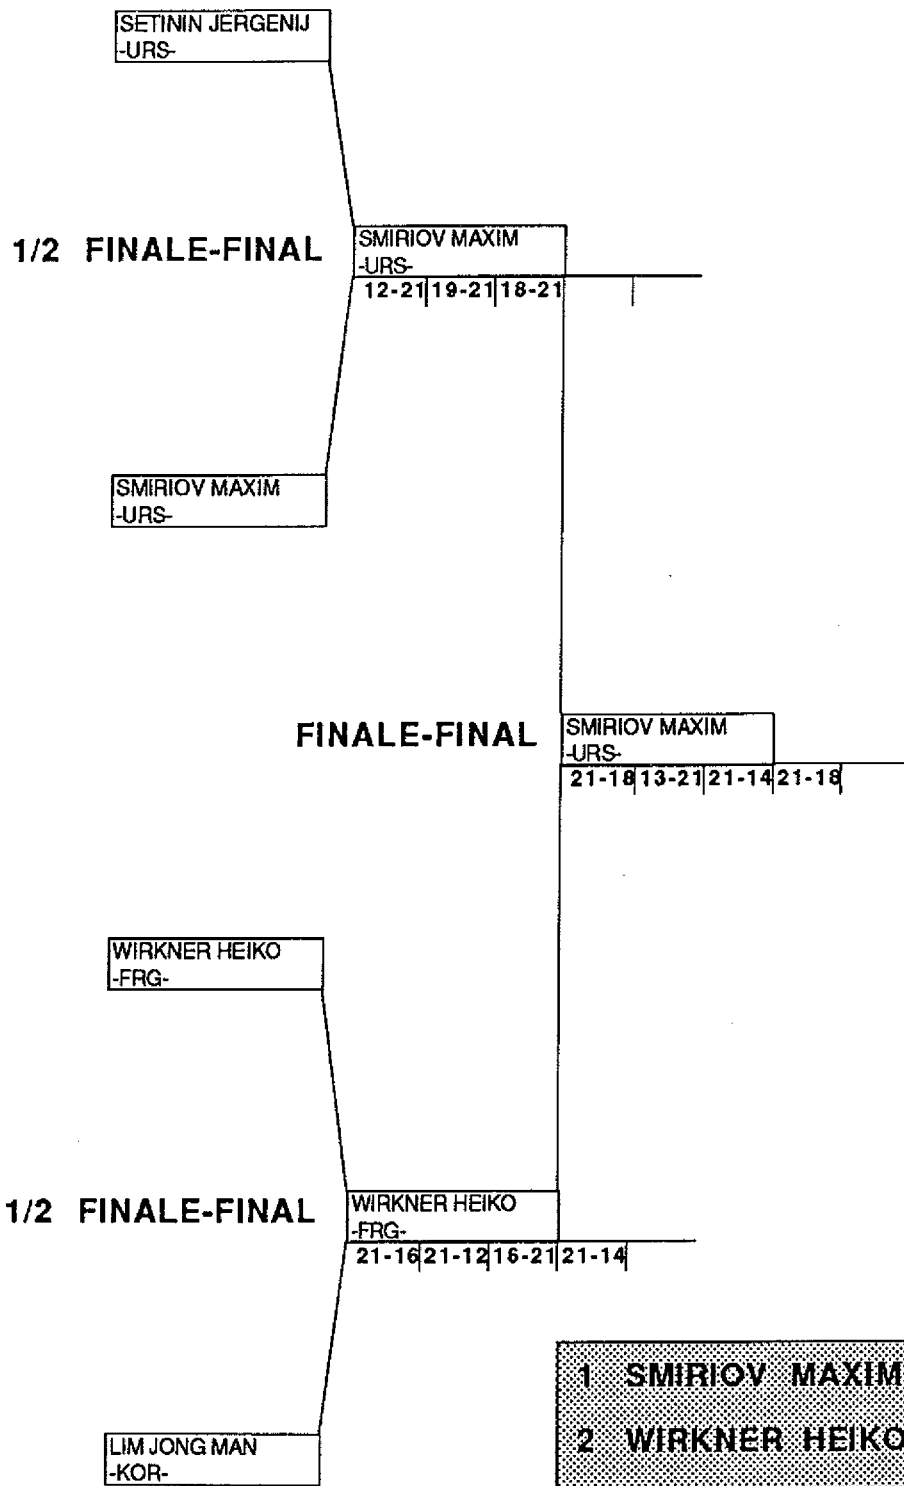 SETININ JERGENIJ
-URS-
1/2 FINALE-FINAL
SMIRIOV MAXIM
-URS-
12-21 19-21 18-21
SMIRIOV MAXIM
-URS-
FINALE-FINAL
SMIRIOV MAXIM
-URS-
21-18 13-21 21-14 21-18
WIRKNER HEIKO
-FRG-
1/2 FINALE-FINAL
WIRKNER HEIKO
-FRG-
21-16 21-12 16-21 21-14
LIM JONG MAN
-KOR-
1 SMIRIOV MAXIM
2 WIRKNER HEIKO